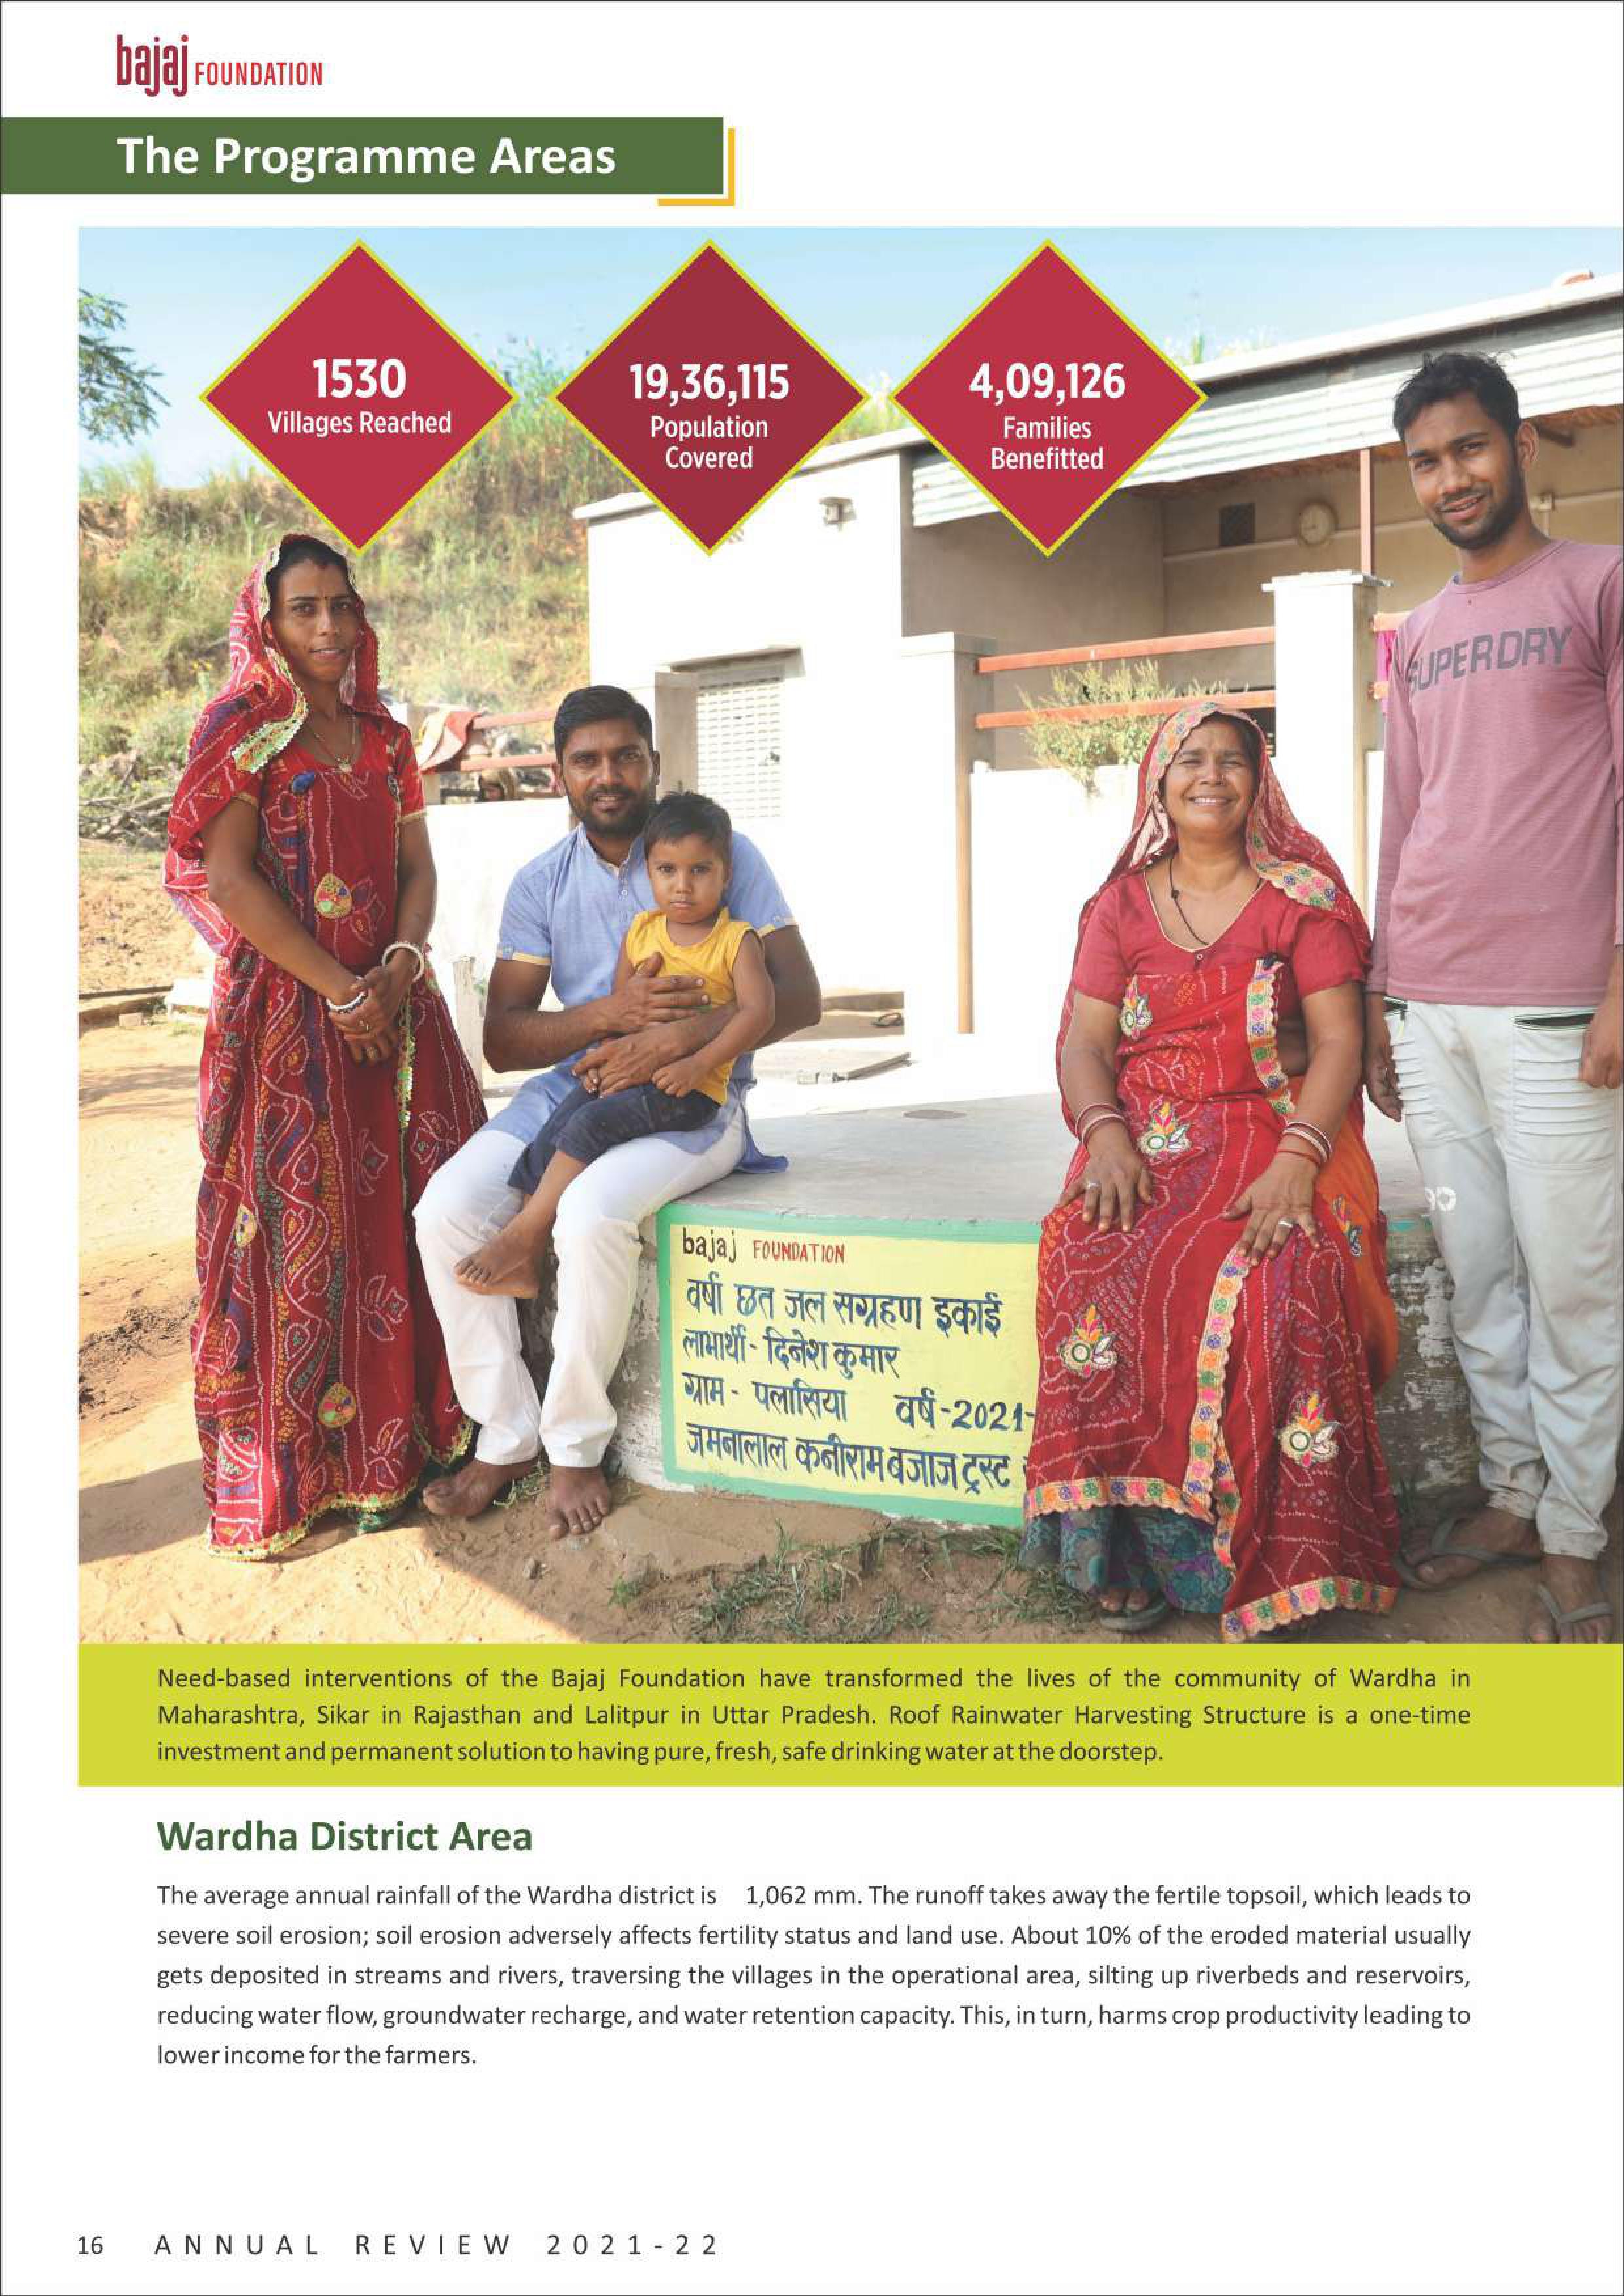 bajaj FOUNDATION
The Programme Areas
1530
Villages Reached
19,36,115
Population
Covered
4,09,126
Families
Benefitted
SUPERDRY
bajaj FOUNDATION
वर्षा छत जल सग्रहण इकाई
लाभार्थी - दिनेश कुमार
ग्राम - पलासिया वर्ष-2021-
जमनालाल कनीराम बजाज ट्रस्ट
Need-based interventions of the Bajaj Foundation have transformed the lives of the community of Wardha in
Maharashtra, Sikar in Rajasthan and Lalitpur in Uttar Pradesh. Roof Rainwater Harvesting Structure is a one-time
investment and permanent solution to having pure, fresh, safe drinking water at the doorstep.
Wardha District Area
The average annual rainfall of the Wardha district is 1,062 mm. The runoff takes away the fertile topsoil, which leads to
severe soil erosion; soil erosion adversely affects fertility status and land use. About 10% of the eroded material usually
gets deposited in streams and rivers, traversing the villages in the operational area, silting up riverbeds and reservoirs,
reducing water flow, groundwater recharge, and water retention capacity. This, in turn, harms crop productivity leading to
lower income for the farmers.
16 ANNUAL REVIEW 2021-22